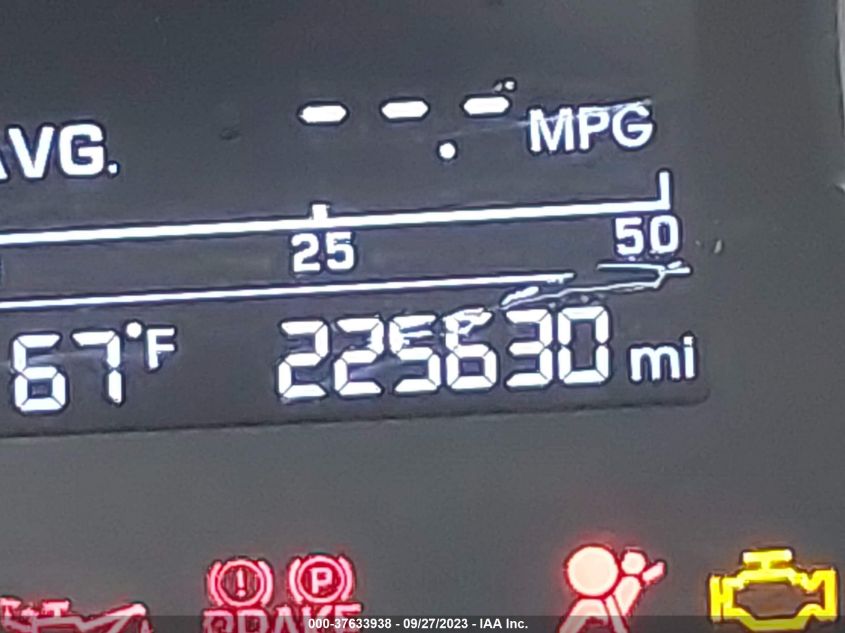 AVG. --.- MPG
25 50
67°F 225630 mi
(!) (P)
BRAKE
000-37633938 - 09/27/2023 - IAA Inc.